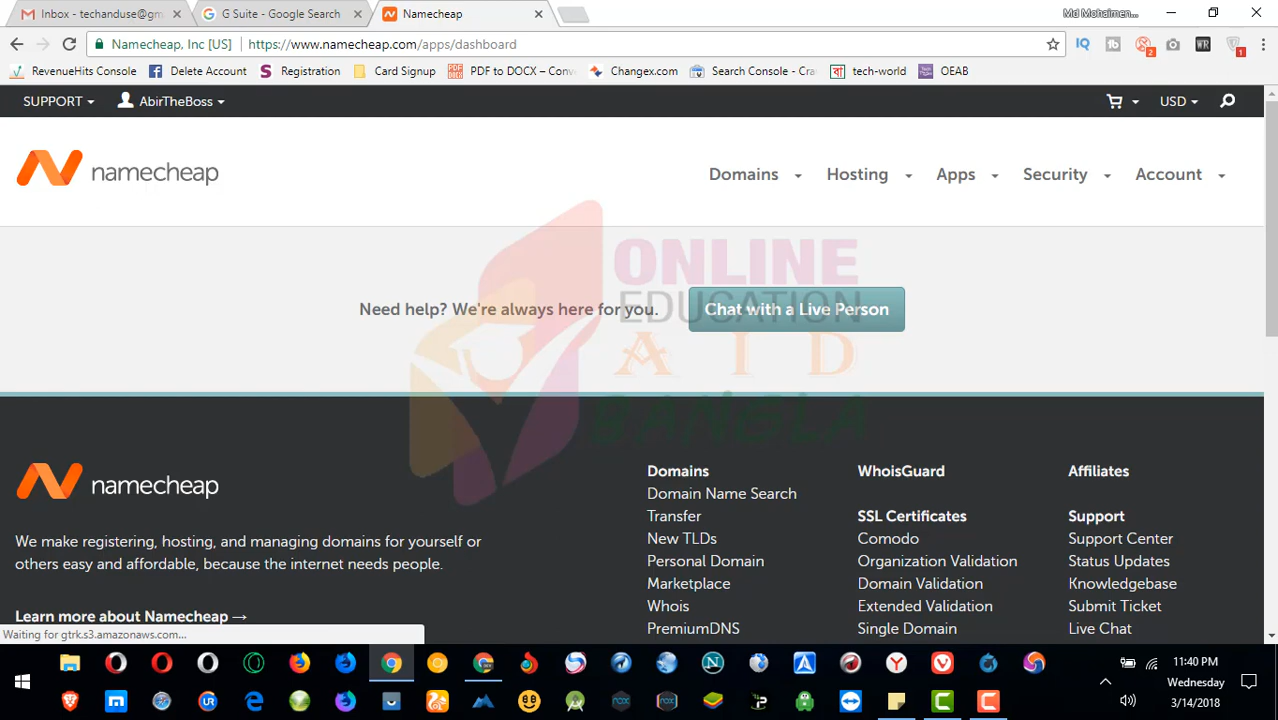 Inbox - techanduse@gm
G Suite - Google Search
Namecheap
Md Mohaimen...
Namecheap, Inc [US]
https://www.namecheap.com/apps/dashboard
RevenueHits Console
Delete Account
Registration
Card Signup
PDF to DOCX – Conv
Changex.com
Search Console - Cra
tech-world
OEAB
SUPPORT
AbirTheBoss
USD
namecheap
Domains
Hosting
Apps
Security
Account
ONLINE
EDUCATION
AID
BANGLA
Need help? We're always here for you.
Chat with a Live Person
namecheap
We make registering, hosting, and managing domains for yourself or
others easy and affordable, because the internet needs people.
Learn more about Namecheap →
Domains
Domain Name Search
Transfer
New TLDs
Personal Domain
Marketplace
Whois
PremiumDNS
WhoisGuard
SSL Certificates
Comodo
Organization Validation
Domain Validation
Extended Validation
Single Domain
Affiliates
Support
Support Center
Status Updates
Knowledgebase
Submit Ticket
Live Chat
Waiting for gtrk.s3.amazonaws.com...
11:40 PM
Wednesday
3/14/2018